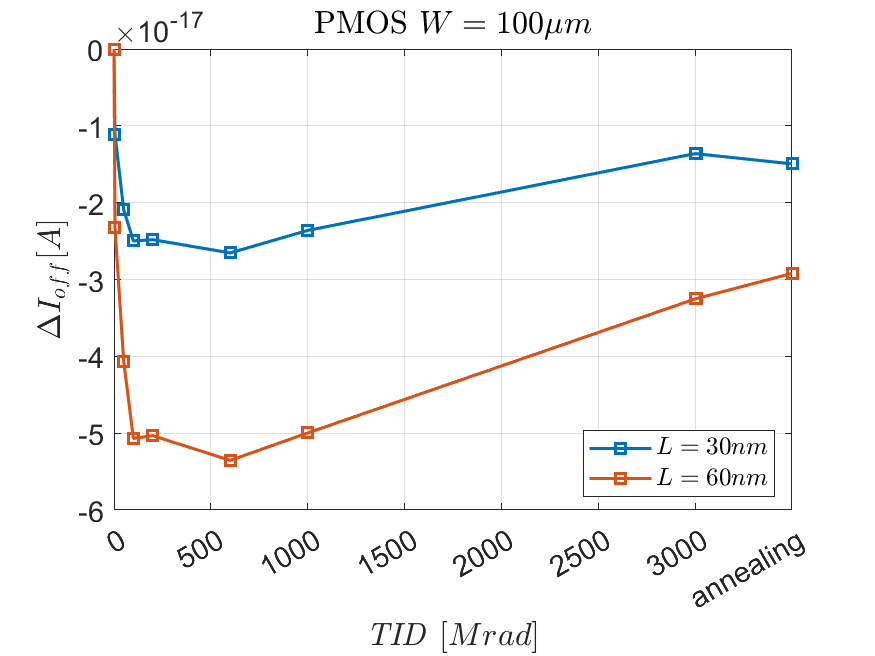 PMOS W = 100μm
×10-17
0
-1
-2
-3
-4
-5
-6
ΔIoff[A]
L = 30nm
L = 60nm
0
500
1000
1500
2000
2500
3000
annealing
TID [Mrad]